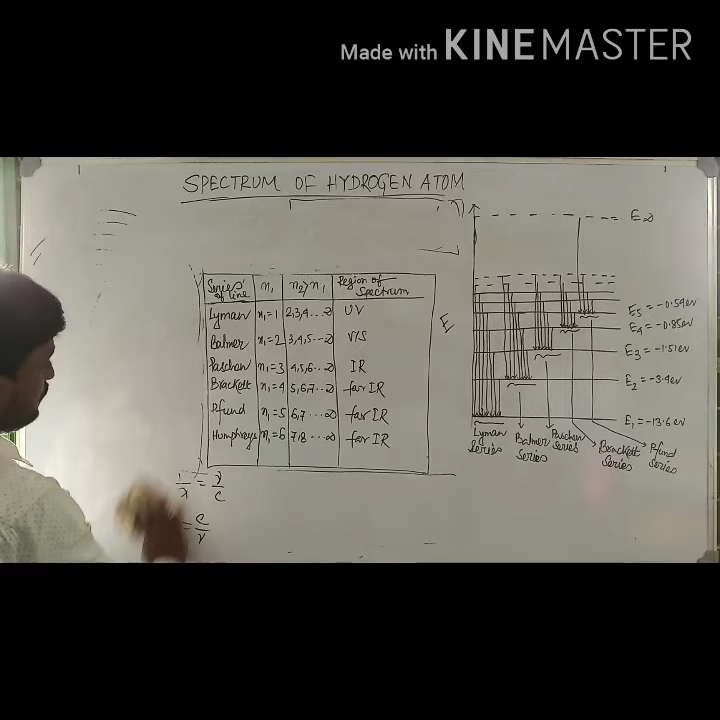 Made with KINEMASTER
SPECTRUM OF HYDROGEN ATOM
Series of line n₁ n₂>n₁ Region of Spectrum
Lyman n₁=1 2,3,4...∞ UV
Balmer n₁=2 3,4,5...∞ V/S
Paschen n₁=3 4,5,6...∞ IR
Brackett n₁=4 5,6,7...∞ far IR
Pfund n₁=5 6,7....∞ far IR
Humphreys n₁=6 7,8...∞ far IR
1/λ = γ/c
= c/γ
E
E∞
E₅=-0.54ev
E₄=-0.85ev
E₃=-1.51ev
E₂=-3.4ev
E₁=-13.6ev
Lyman Series
Balmer Series
Paschen Series
Brackett Series
Pfund Series